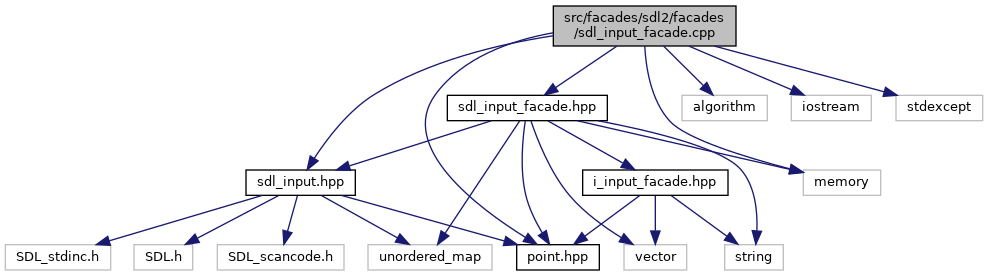 src/facades/sdl2/facades
/sdl_input_facade.cpp
sdl_input_facade.hpp
algorithm
iostream
stdexcept
sdl_input.hpp
i_input_facade.hpp
memory
SDL_stdinc.h
SDL.h
SDL_scancode.h
unordered_map
point.hpp
vector
string